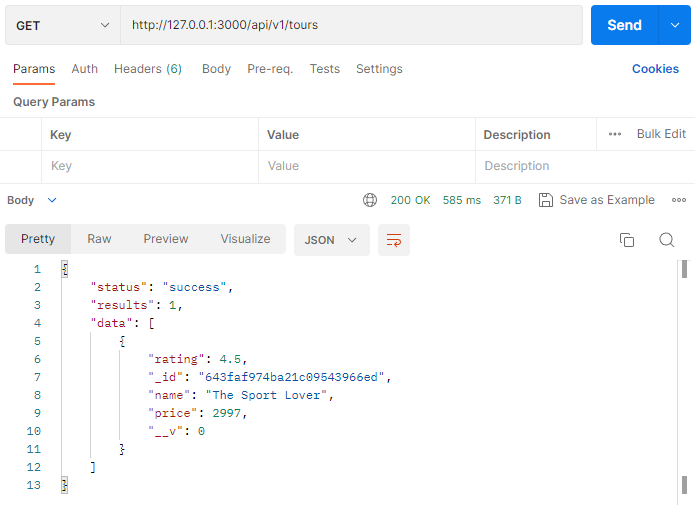 GET http://127.0.0.1:3000/api/v1/tours Send
Params Auth Headers (6) Body Pre-req. Tests Settings Cookies
Query Params
Key Value Description Bulk Edit
Key Value Description
Body 200 OK 585 ms 371 B Save as Example
Pretty Raw Preview Visualize JSON
1 {
2 "status": "success",
3 "results": 1,
4 "data": [
5 {
6 "rating": 4.5,
7 "_id": "643faf974ba21c09543966ed",
8 "name": "The Sport Lover",
9 "price": 2997,
10 "__v": 0
11 }
12 ]
13 }